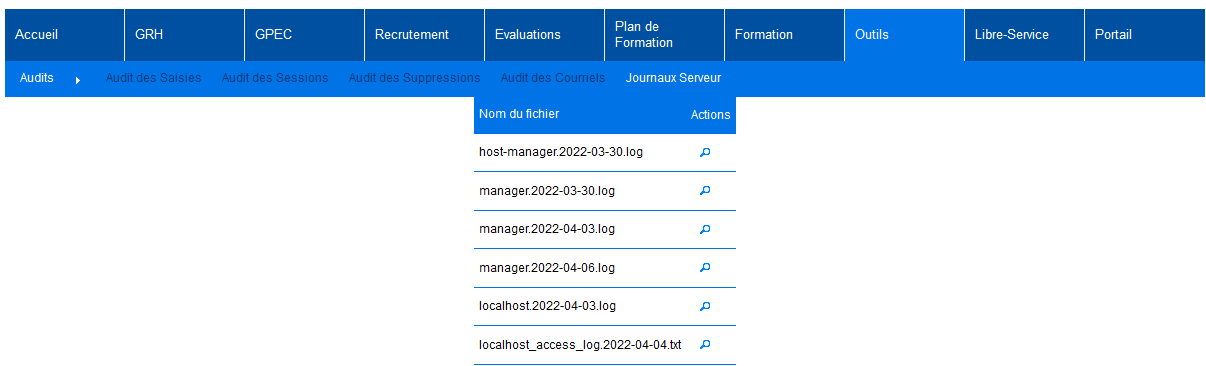 Accueil
GRH
GPEC
Recrutement
Evaluations
Plan de
Formation
Formation
Outils
Libre-Service
Portail
Audits
Audit des Saisies
Audit des Sessions
Audit des Suppressions
Audit des Courriels
Journaux Serveur
Nom du fichier Actions
host-manager.2022-03-30.log
manager.2022-03-30.log
manager.2022-04-03.log
manager.2022-04-06.log
localhost.2022-04-03.log
localhost_access_log.2022-04-04.txt